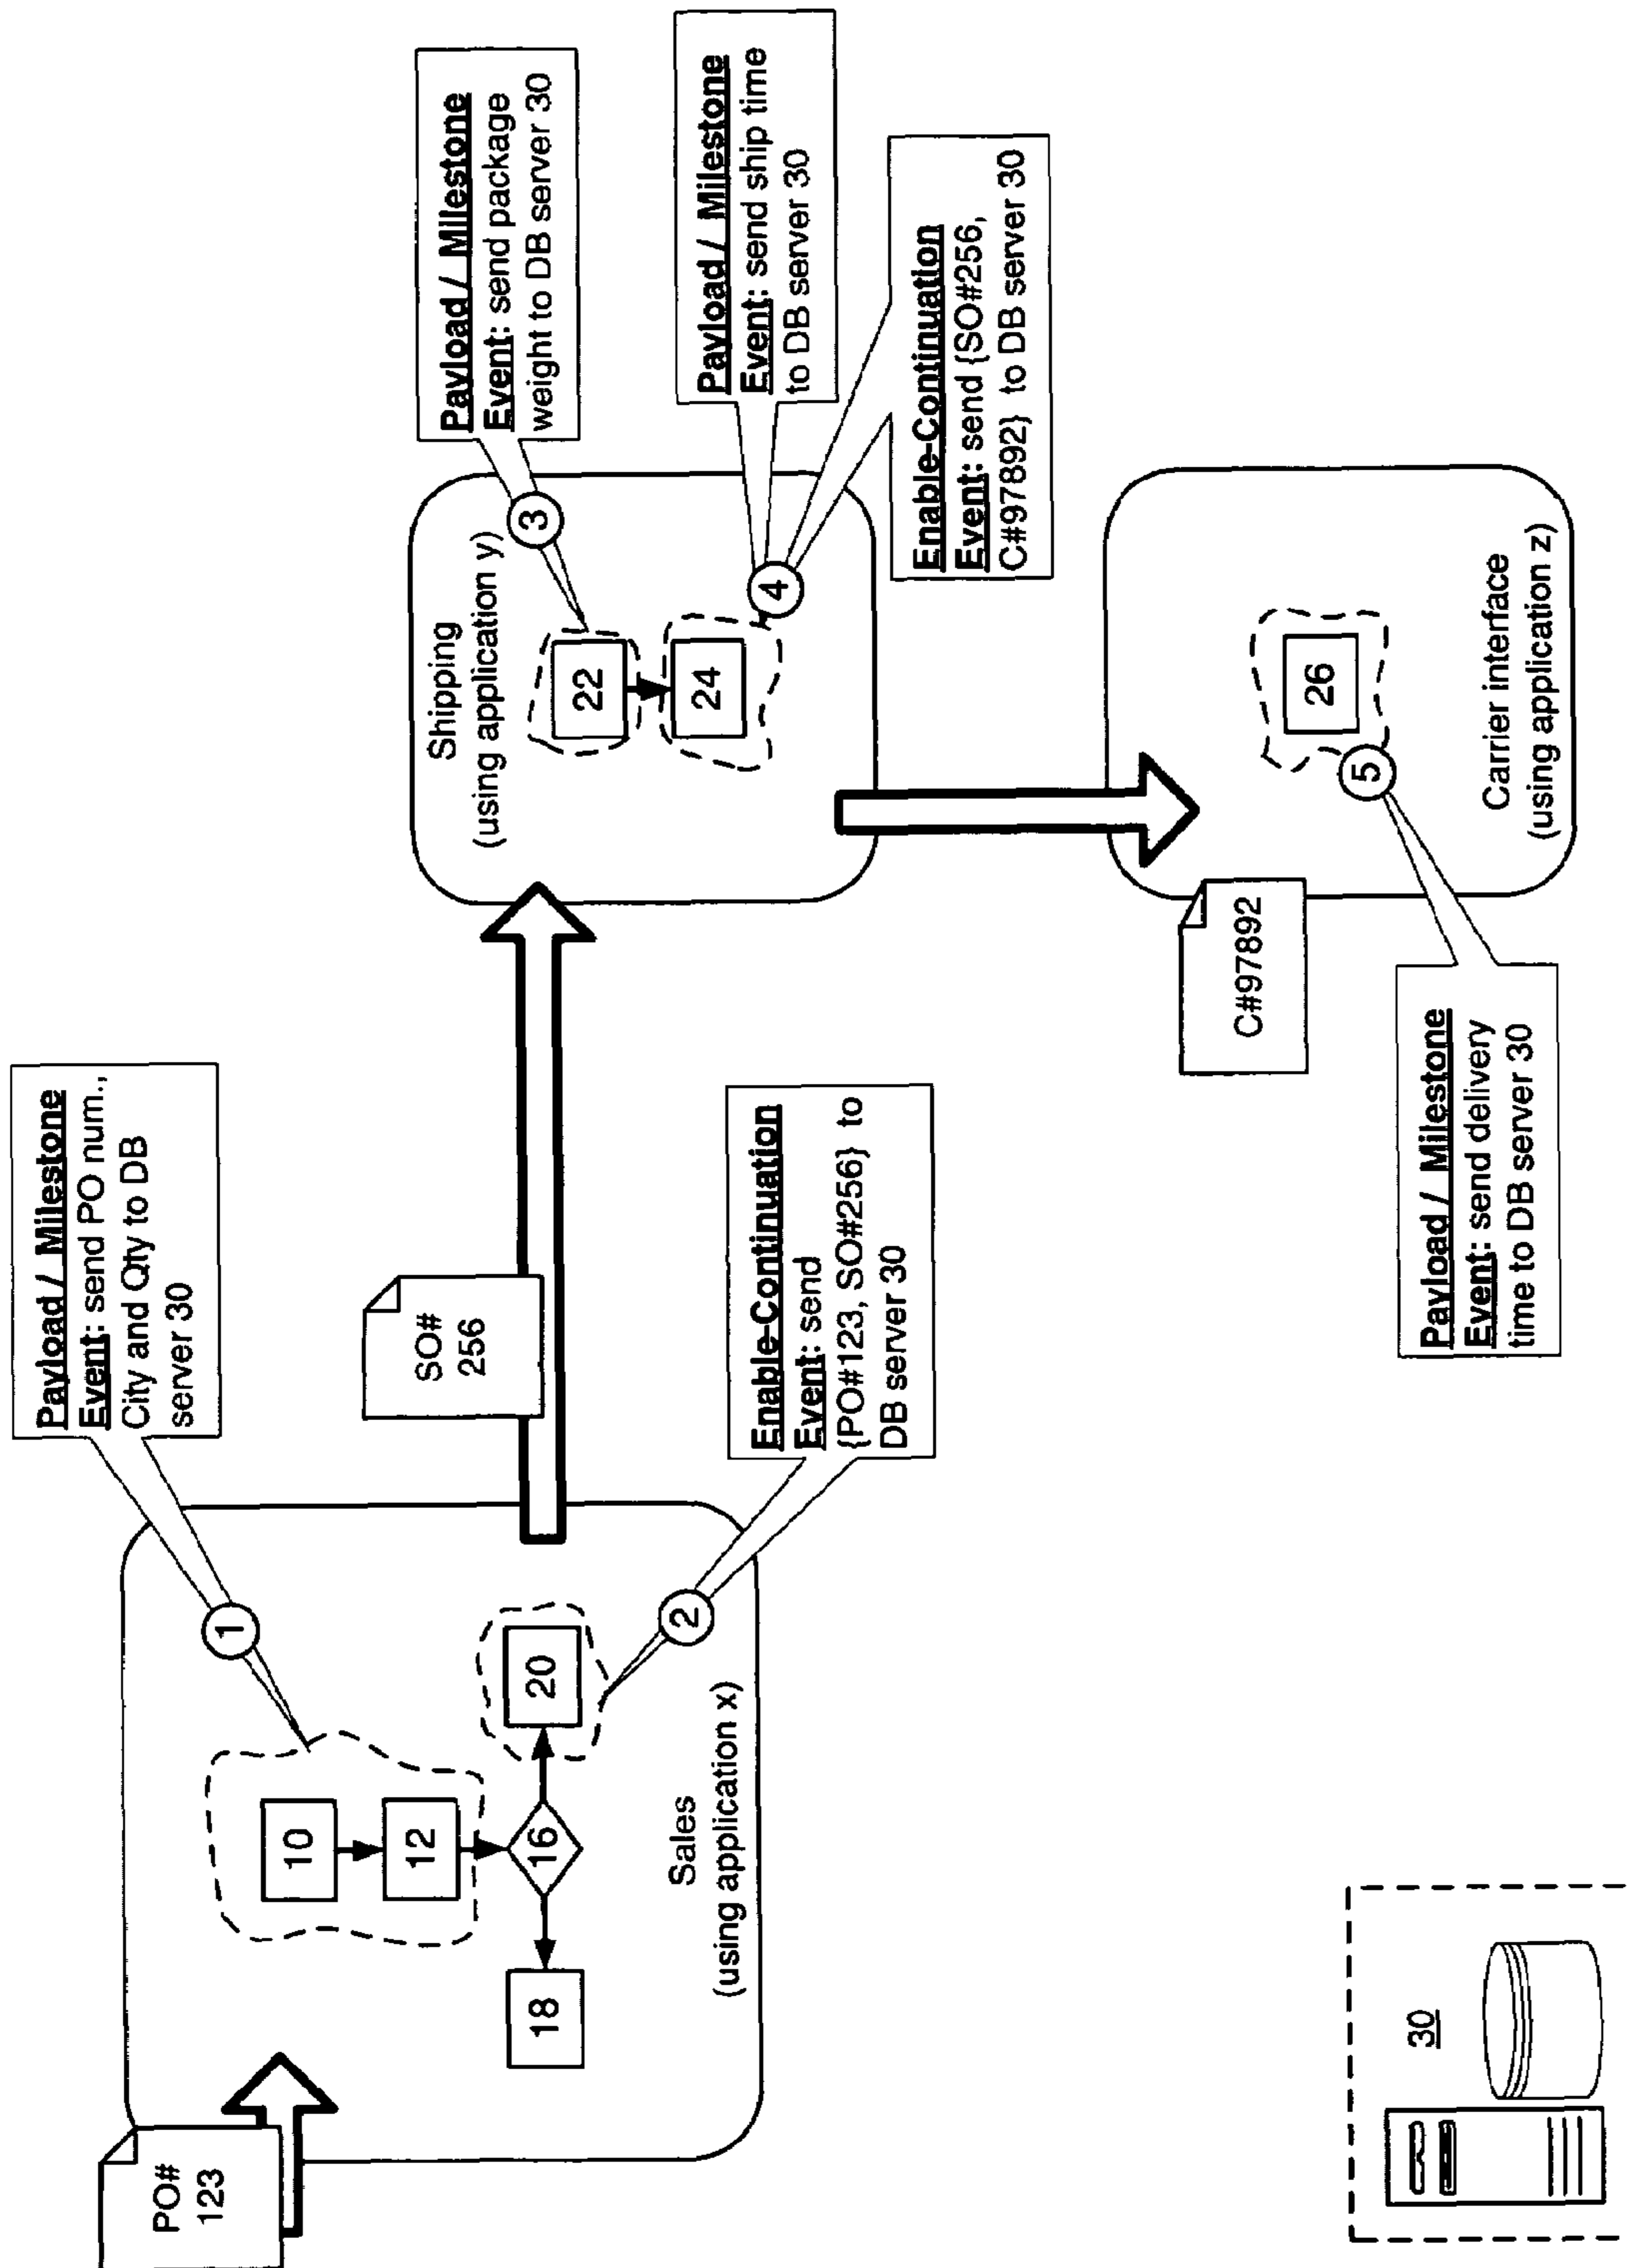 PO#
123
10
12
16
18
20
Sales
(using application x)
1
Payload / Milestone
Event: send PO num.,
City and Qty to DB
server 30
2
Enable-Continuation
Event: send
{PO#123, SO#256} to
DB server 30
SO#
256
Shipping
(using application y)
22
24
3
Payload / Milestone
Event: send package
weight to DB server 30
4
Payload / Milestone
Event: send ship time
to DB server 30
Enable-Continuation
Event: send {SO#256,
C#97892} to DB server 30
C#97892
26
Carrier interface
(using application z)
5
Payload / Milestone
Event: send delivery
time to DB server 30
30